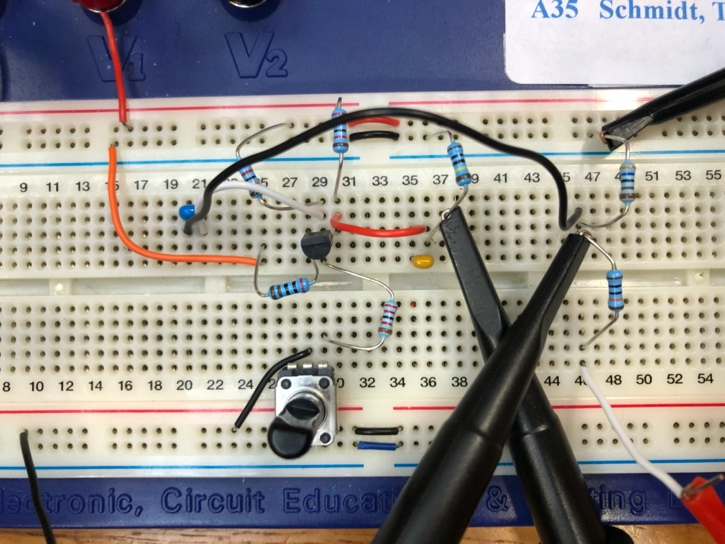 A35 Schmidt, T
V1 V2
9 11 13 15 17 19 21 25 27 29 31 33 35 37 39 41 43 45 47 49 51 53 55
8 10 12 14 16 18 20 22 24 30 32 34 36 38 44 46 48 50 52 54
ectronic, Circuit Educat & ting